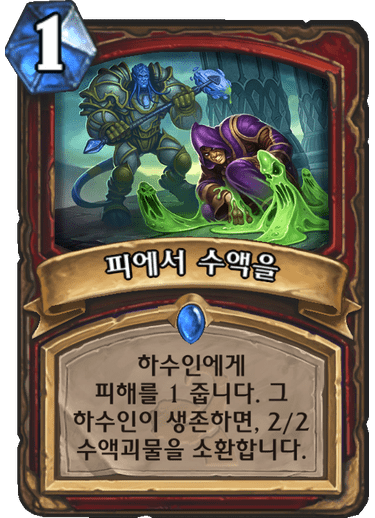 1
피에서 수액을
하수인에게
피해를 1 줍니다. 그
하수인이 생존하면, 2/2
수액괴물을 소환합니다.